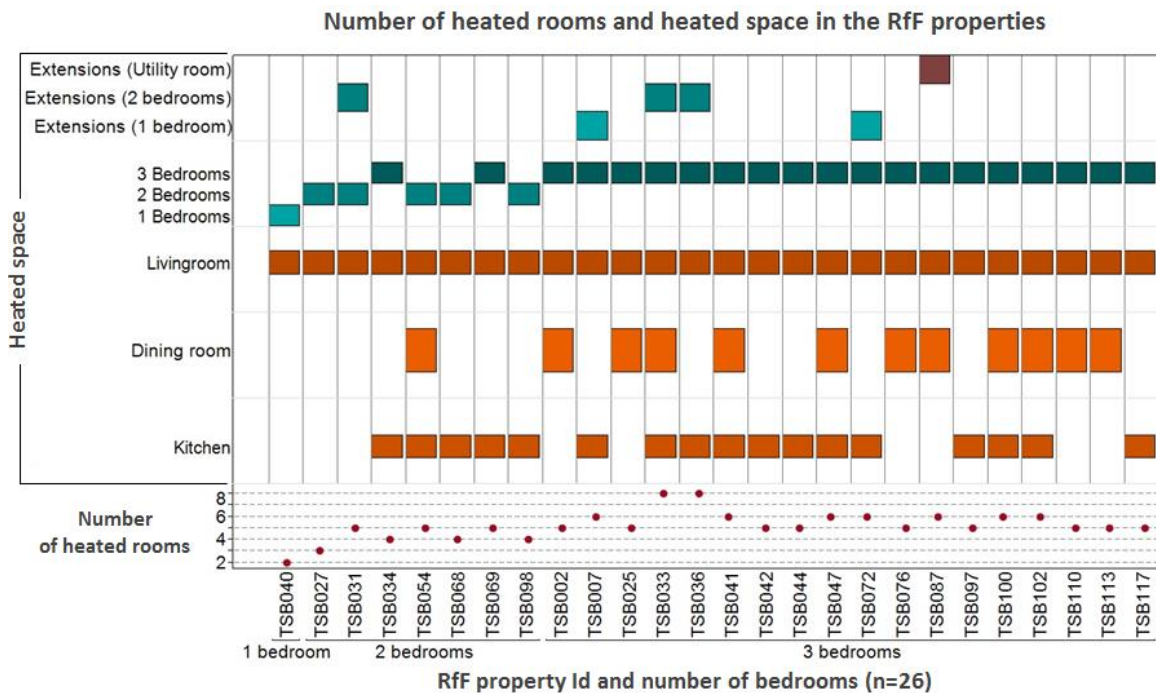 Number of heated rooms and heated space in the RfF properties
Heated space
Extensions (Utility room)
Extensions (2 bedrooms)
Extensions (1 bedroom)
3 Bedrooms
2 Bedrooms
1 Bedrooms
Livingroom
Dining room
Kitchen
Number
of heated rooms
8
6
4
2
TSB040
TSB027
TSB031
TSB034
TSB054
TSB068
TSB069
TSB098
TSB002
TSB007
TSB025
TSB033
TSB036
TSB041
TSB042
TSB044
TSB047
TSB072
TSB076
TSB087
TSB097
TSB100
TSB102
TSB110
TSB113
TSB117
1 bedroom 2 bedrooms 3 bedrooms
RfF property Id and number of bedrooms (n=26)